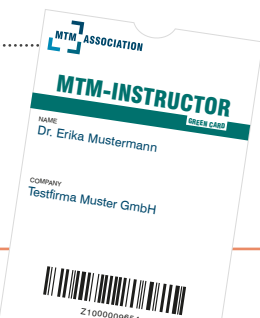 MTM ASSOCIATION
MTM-INSTRUCTOR
GREEN CARD
NAME
Dr. Erika Mustermann
COMPANY
Testfirma Muster GmbH